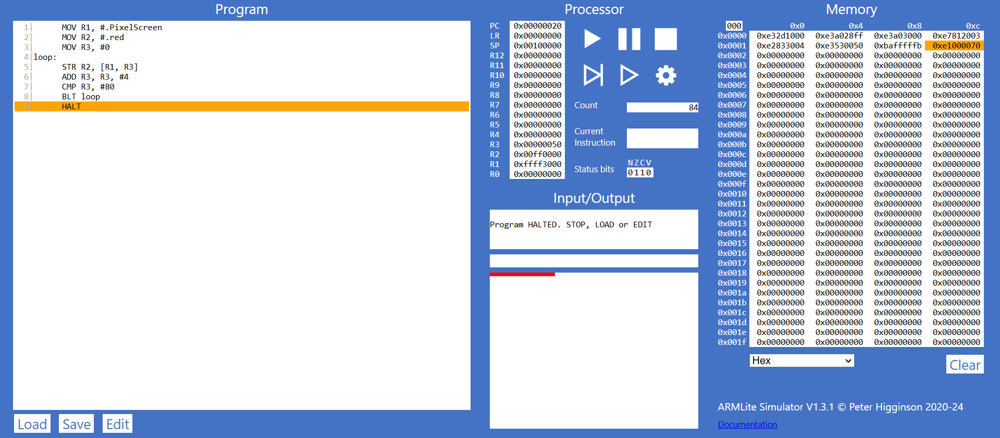 Program
1| MOV R1, #.PixelScreen
2| MOV R2, #.red
3| MOV R3, #0
4|loop:
5| STR R2, [R1, R3]
6| ADD R3, R3, #4
7| CMP R3, #80
8| BLT loop
9| HALT
Load Save Edit
Processor
PC 0x00000020
LR 0x00000000
SP 0x00100000
R12 0x00000000
R11 0x00000000
R10 0x00000000
R9 0x00000000
R8 0x00000000
R7 0x00000000
R6 0x00000000
R5 0x00000000
R4 0x00000000
R3 0x00000050
R2 0x00ff0000
R1 0xffff3000
R0 0x00000000
Count 84
Current
Instruction
NZCV
Status bits 0110
Input/Output
Program HALTED. STOP, LOAD or EDIT
Memory
000 0x0 0x4 0x8 0xc
0x0000 0xe32d1000 0xe3a028ff 0xe3a03000 0xe7812003
0x0001 0xe2833004 0xe3530050 0xbafffffb 0xe1000070
0x0002 0x00000000 0x00000000 0x00000000 0x00000000
0x0003 0x00000000 0x00000000 0x00000000 0x00000000
0x0004 0x00000000 0x00000000 0x00000000 0x00000000
0x0005 0x00000000 0x00000000 0x00000000 0x00000000
0x0006 0x00000000 0x00000000 0x00000000 0x00000000
0x0007 0x00000000 0x00000000 0x00000000 0x00000000
0x0008 0x00000000 0x00000000 0x00000000 0x00000000
0x0009 0x00000000 0x00000000 0x00000000 0x00000000
0x000a 0x00000000 0x00000000 0x00000000 0x00000000
0x000b 0x00000000 0x00000000 0x00000000 0x00000000
0x000c 0x00000000 0x00000000 0x00000000 0x00000000
0x000d 0x00000000 0x00000000 0x00000000 0x00000000
0x000e 0x00000000 0x00000000 0x00000000 0x00000000
0x000f 0x00000000 0x00000000 0x00000000 0x00000000
0x0010 0x00000000 0x00000000 0x00000000 0x00000000
0x0011 0x00000000 0x00000000 0x00000000 0x00000000
0x0012 0x00000000 0x00000000 0x00000000 0x00000000
0x0013 0x00000000 0x00000000 0x00000000 0x00000000
0x0014 0x00000000 0x00000000 0x00000000 0x00000000
0x0015 0x00000000 0x00000000 0x00000000 0x00000000
0x0016 0x00000000 0x00000000 0x00000000 0x00000000
0x0017 0x00000000 0x00000000 0x00000000 0x00000000
0x0018 0x00000000 0x00000000 0x00000000 0x00000000
0x0019 0x00000000 0x00000000 0x00000000 0x00000000
0x001a 0x00000000 0x00000000 0x00000000 0x00000000
0x001b 0x00000000 0x00000000 0x00000000 0x00000000
0x001c 0x00000000 0x00000000 0x00000000 0x00000000
0x001d 0x00000000 0x00000000 0x00000000 0x00000000
0x001e 0x00000000 0x00000000 0x00000000 0x00000000
0x001f 0x00000000 0x00000000 0x00000000 0x00000000
Hex Clear
ARMLite Simulator V1.3.1 © Peter Higginson 2020-24
Documentation